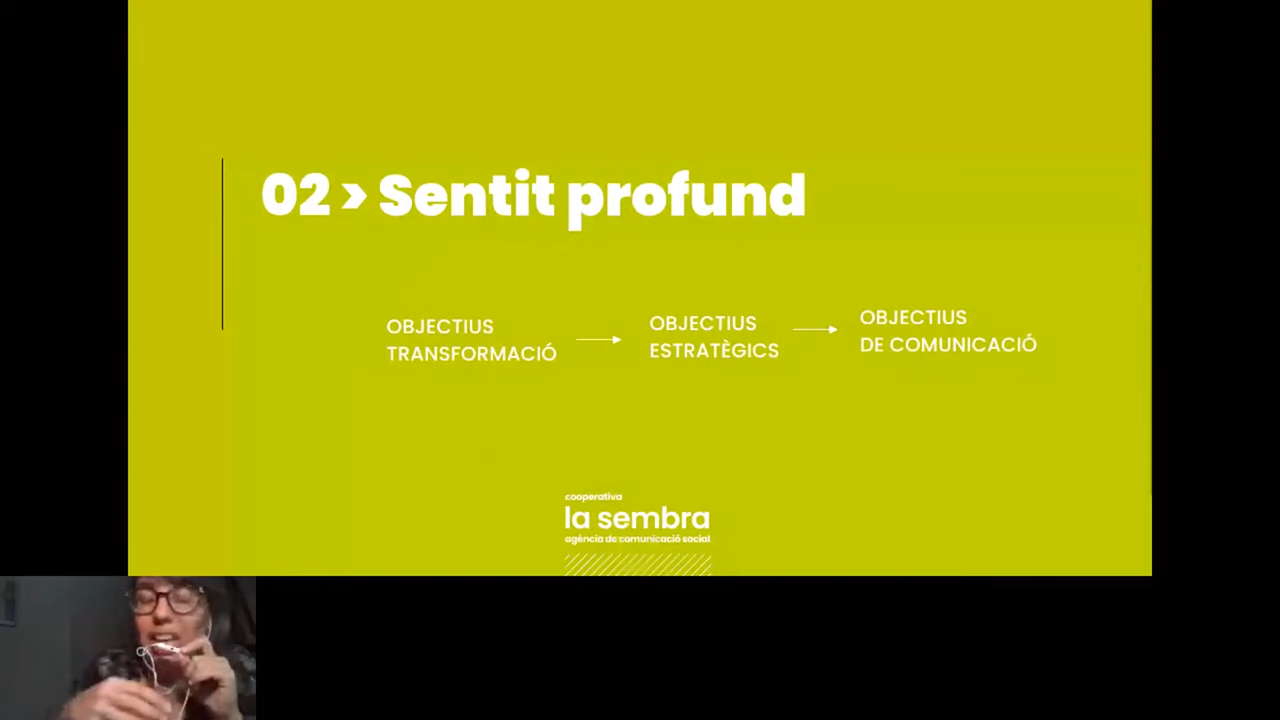 02 > Sentit profund
OBJECTIUS
TRANSFORMACIÓ
OBJECTIUS
ESTRATÈGICS
OBJECTIUS
DE COMUNICACIÓ
cooperativa
la sembra
agència de comunicació social